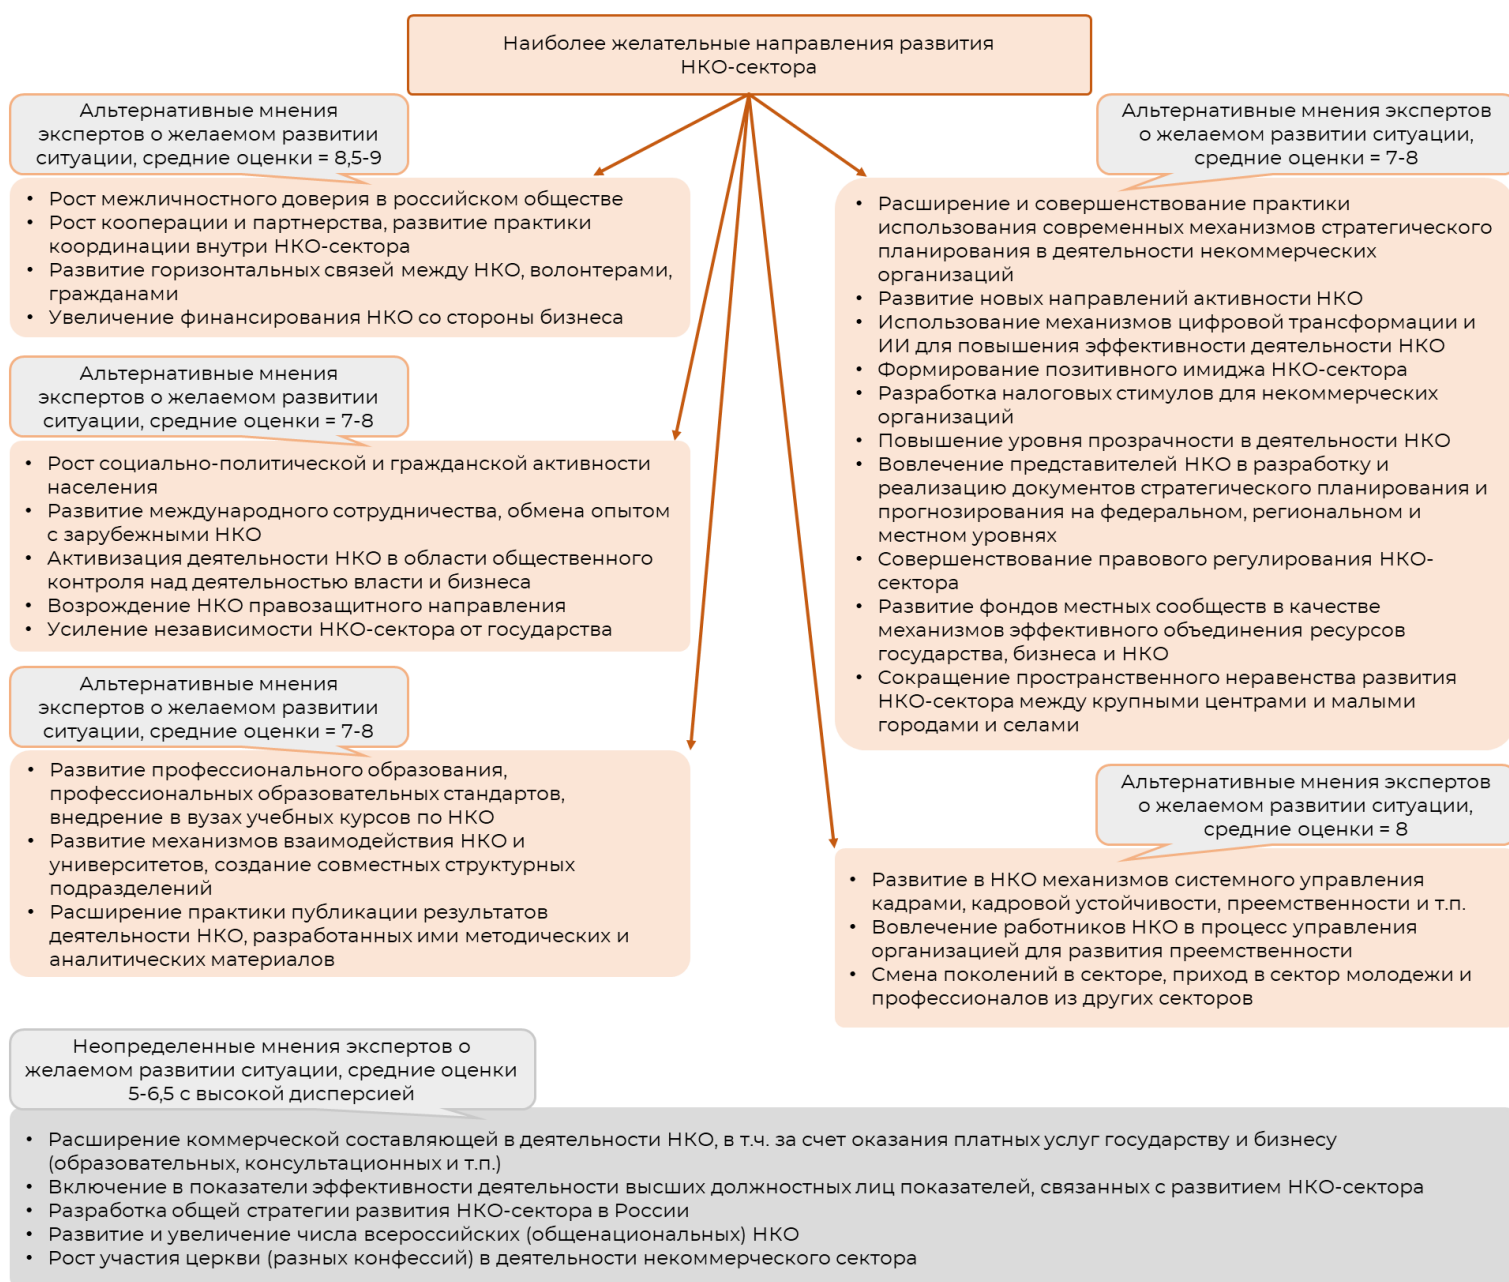 Наиболее желательные направления развития
НКО-сектора
Альтернативные мнения
экспертов о желаемом развитии
ситуации, средние оценки = 8,5-9
• Рост межличностного доверия в российском обществе
• Рост кооперации и партнерства, развитие практики
координации внутри НКО-сектора
• Развитие горизонтальных связей между НКО, волонтерами,
гражданами
• Увеличение финансирования НКО со стороны бизнеса
Альтернативные мнения
экспертов о желаемом развитии
ситуации, средние оценки = 7-8
• Рост социально-политической и гражданской активности
населения
• Развитие международного сотрудничества, обмена опытом
с зарубежными НКО
• Активизация деятельности НКО в области общественного
контроля над деятельностью власти и бизнеса
• Возрождение НКО правозащитного направления
• Усиление независимости НКО-сектора от государства
Альтернативные мнения
экспертов о желаемом развитии
ситуации, средние оценки = 7-8
• Развитие профессионального образования,
профессиональных образовательных стандартов,
внедрение в вузах учебных курсов по НКО
• Развитие механизмов взаимодействия НКО и
университетов, создание совместных структурных
подразделений
• Расширение практики публикации результатов
деятельности НКО, разработанных ими методических и
аналитических материалов
Альтернативные мнения экспертов
о желаемом развитии ситуации,
средние оценки = 7-8
• Расширение и совершенствование практики
использования современных механизмов стратегического
планирования в деятельности некоммерческих
организаций
• Развитие новых направлений активности НКО
• Использование механизмов цифровой трансформации и
ИИ для повышения эффективности деятельности НКО
• Формирование позитивного имиджа НКО-сектора
• Разработка налоговых стимулов для некоммерческих
организаций
• Повышение уровня прозрачности в деятельности НКО
• Вовлечение представителей НКО в разработку и
реализацию документов стратегического планирования и
прогнозирования на федеральном, региональном и
местном уровнях
• Совершенствование правового регулирования НКО-
сектора
• Развитие фондов местных сообществ в качестве
механизмов эффективного объединения ресурсов
государства, бизнеса и НКО
• Сокращение пространственного неравенства развития
НКО-сектора между крупными центрами и малыми
городами и селами
Альтернативные мнения экспертов
о желаемом развитии ситуации,
средние оценки = 8
• Развитие в НКО механизмов системного управления
кадрами, кадровой устойчивости, преемственности и т.п.
• Вовлечение работников НКО в процесс управления
организацией для развития преемственности
• Смена поколений в секторе, приход в сектор молодежи и
профессионалов из других секторов
Неопределенные мнения экспертов о
желаемом развитии ситуации, средние оценки
5-6,5 с высокой дисперсией
• Расширение коммерческой составляющей в деятельности НКО, в т.ч. за счет оказания платных услуг государству и бизнесу
(образовательных, консультационных и т.п.)
• Включение в показатели эффективности деятельности высших должностных лиц показателей, связанных с развитием НКО-сектора
• Разработка общей стратегии развития НКО-сектора в России
• Развитие и увеличение числа всероссийских (общенациональных) НКО
• Рост участия церкви (разных конфессий) в деятельности некоммерческого сектора